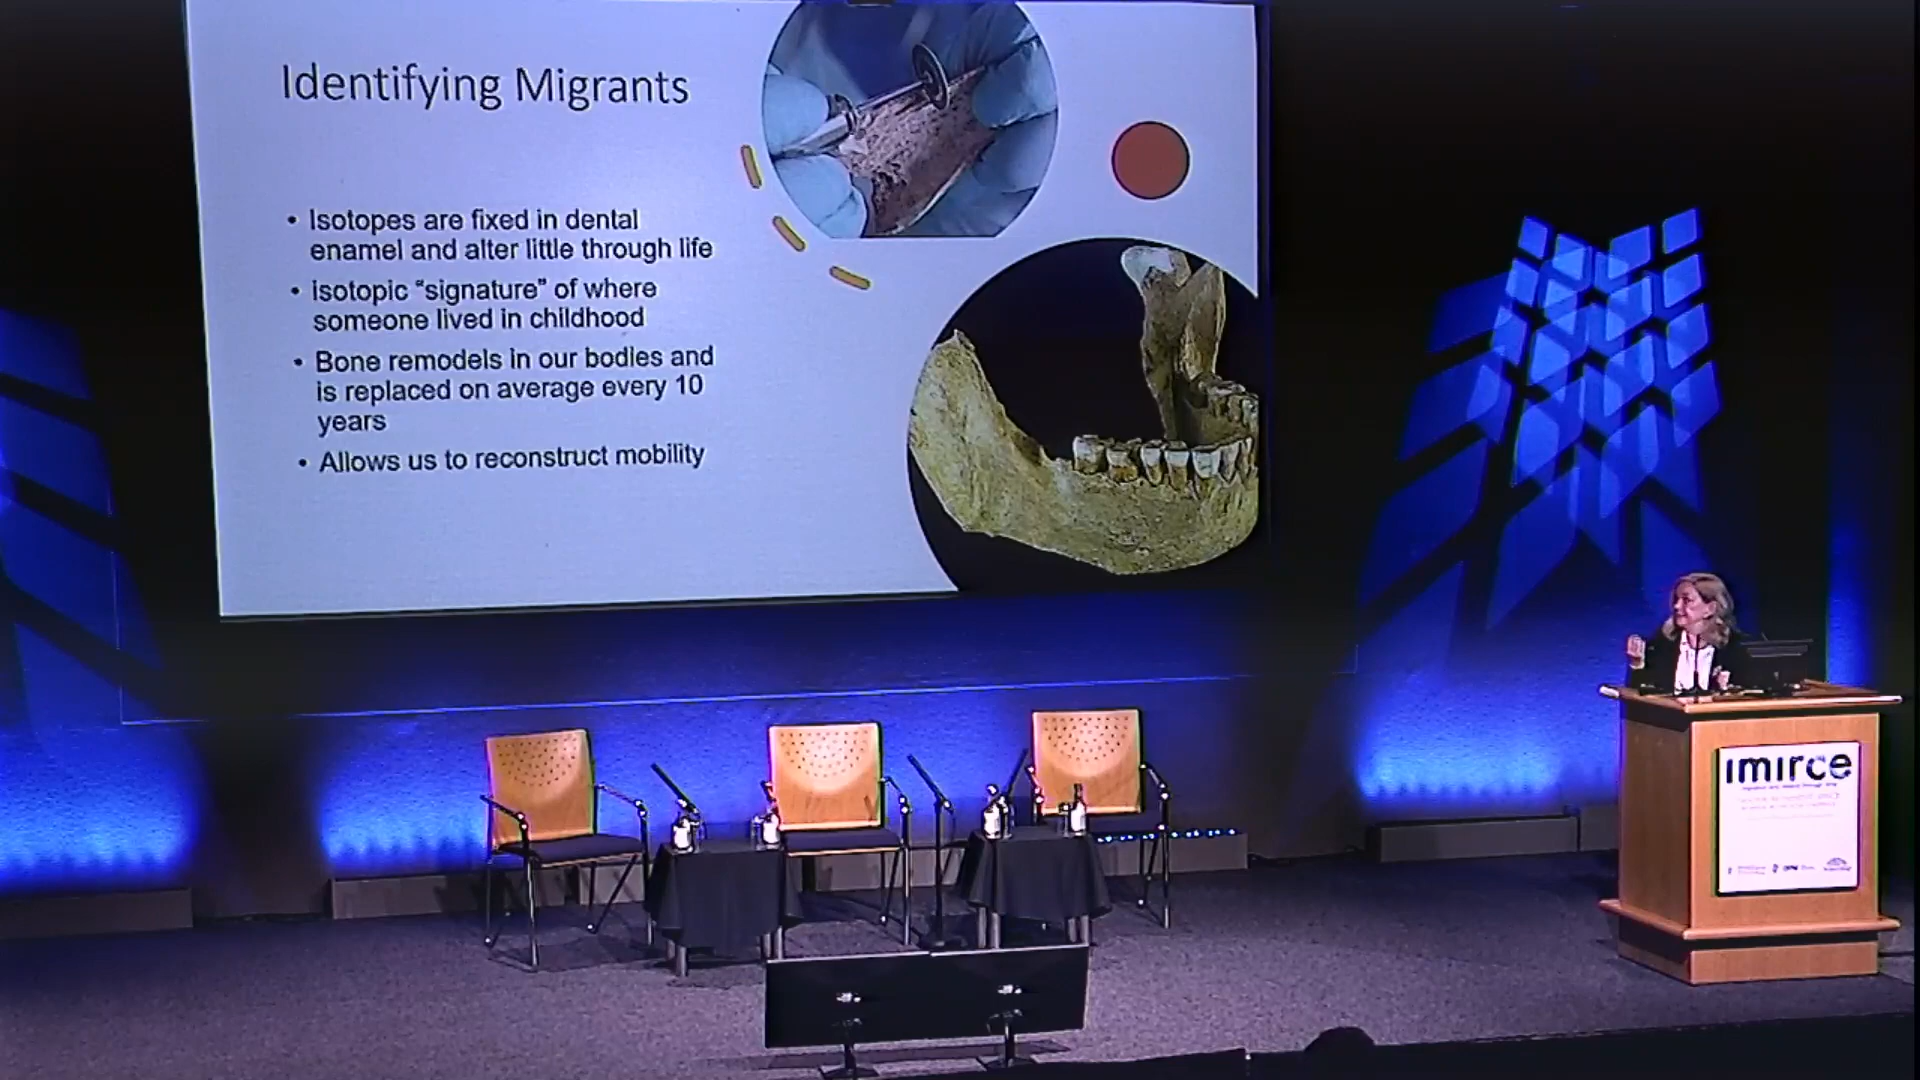 Identifying Migrants
• Isotopes are fixed in dental
enamel and alter little through life
• isotopic “signature” of where
someone lived in childhood
• Bone remodels in our bodies and
is replaced on average every 10
years
• Allows us to reconstruct mobility
imirce